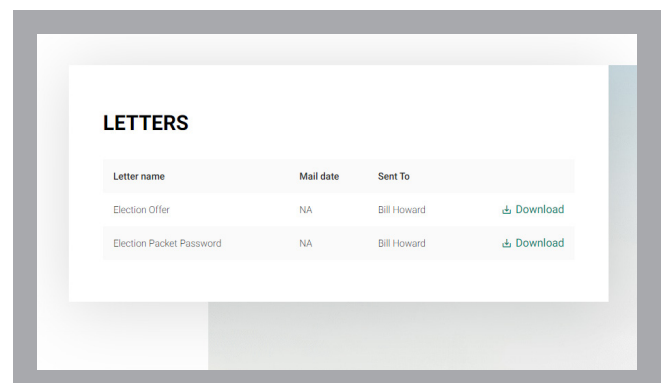 LETTERS
Letter name Mail date Sent To
Election Offer NA Bill Howard Download
Election Packet Password NA Bill Howard Download